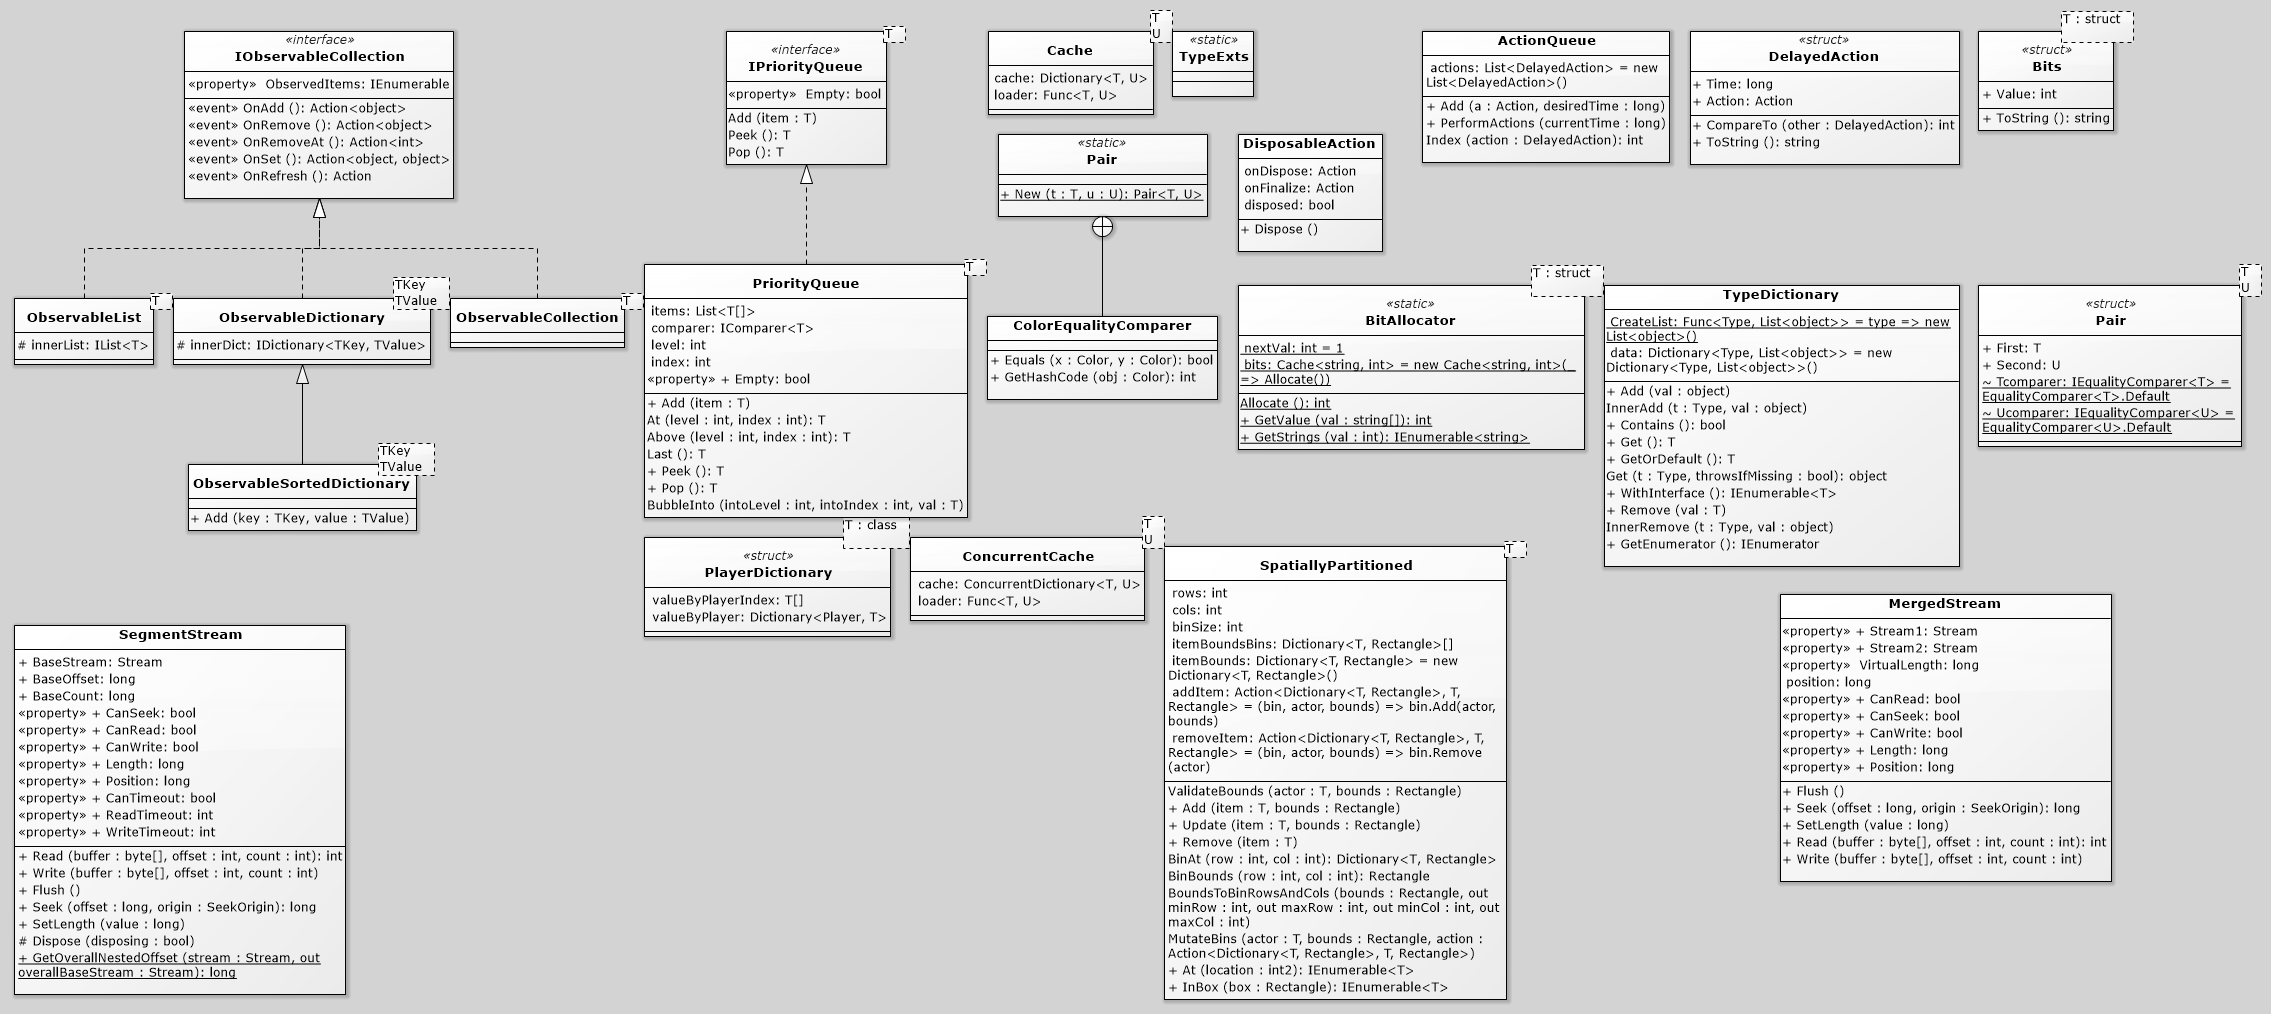 «interface»
IObservableCollection
«property»  ObservedItems: IEnumerable
«event» OnAdd (): Action<object>
«event» OnRemove (): Action<object>
«event» OnRemoveAt (): Action<int>
«event» OnSet (): Action<object, object>
«event» OnRefresh (): Action
T
«interface»
IPriorityQueue
«property»  Empty: bool
Add (item : T)
Peek (): T
Pop (): T
T
U
Cache
cache: Dictionary<T, U>
loader: Func<T, U>
«static»
TypeExts
ActionQueue
actions: List<DelayedAction> = new
List<DelayedAction>()
+ Add (a : Action, desiredTime : long)
+ PerformActions (currentTime : long)
Index (action : DelayedAction): int
«struct»
DelayedAction
+ Time: long
+ Action: Action
+ CompareTo (other : DelayedAction): int
+ ToString (): string
T : struct
«struct»
Bits
+ Value: int
+ ToString (): string
«static»
Pair
+ New (t : T, u : U): Pair<T, U>
DisposableAction
onDispose: Action
onFinalize: Action
disposed: bool
+ Dispose ()
T
ObservableList
# innerList: IList<T>
TKey
TValue
ObservableDictionary
# innerDict: IDictionary<TKey, TValue>
T
ObservableCollection
T
PriorityQueue
items: List<T[]>
comparer: IComparer<T>
level: int
index: int
«property» + Empty: bool
+ Add (item : T)
At (level : int, index : int): T
Above (level : int, index : int): T
Last (): T
+ Peek (): T
+ Pop (): T
BubbleInto (intoLevel : int, intoIndex : int, val : T)
ColorEqualityComparer
+ Equals (x : Color, y : Color): bool
+ GetHashCode (obj : Color): int
T : struct
«static»
BitAllocator
nextVal: int = 1
bits: Cache<string, int> = new Cache<string, int>(_
=> Allocate())
Allocate (): int
+ GetValue (val : string[]): int
+ GetStrings (val : int): IEnumerable<string>
TypeDictionary
CreateList: Func<Type, List<object>> = type => new
List<object>()
data: Dictionary<Type, List<object>> = new
Dictionary<Type, List<object>>()
+ Add (val : object)
InnerAdd (t : Type, val : object)
+ Contains (): bool
+ Get (): T
+ GetOrDefault (): T
Get (t : Type, throwsIfMissing : bool): object
+ WithInterface (): IEnumerable<T>
+ Remove (val : T)
InnerRemove (t : Type, val : object)
+ GetEnumerator (): IEnumerator
T
U
«struct»
Pair
+ First: T
+ Second: U
~ Tcomparer: IEqualityComparer<T> =
EqualityComparer<T>.Default
~ Ucomparer: IEqualityComparer<U> =
EqualityComparer<U>.Default
TKey
TValue
ObservableSortedDictionary
+ Add (key : TKey, value : TValue)
T : class
«struct»
PlayerDictionary
valueByPlayerIndex: T[]
valueByPlayer: Dictionary<Player, T>
T
U
ConcurrentCache
cache: ConcurrentDictionary<T, U>
loader: Func<T, U>
T
SpatiallyPartitioned
rows: int
cols: int
binSize: int
itemBoundsBins: Dictionary<T, Rectangle>[]
itemBounds: Dictionary<T, Rectangle> = new
Dictionary<T, Rectangle>()
addItem: Action<Dictionary<T, Rectangle>, T,
Rectangle> = (bin, actor, bounds) => bin.Add(actor,
bounds)
removeItem: Action<Dictionary<T, Rectangle>, T,
Rectangle> = (bin, actor, bounds) => bin.Remove
(actor)
ValidateBounds (actor : T, bounds : Rectangle)
+ Add (item : T, bounds : Rectangle)
+ Update (item : T, bounds : Rectangle)
+ Remove (item : T)
BinAt (row : int, col : int): Dictionary<T, Rectangle>
BinBounds (row : int, col : int): Rectangle
BoundsToBinRowsAndCols (bounds : Rectangle, out
minRow : int, out maxRow : int, out minCol : int, out
maxCol : int)
MutateBins (actor : T, bounds : Rectangle, action :
Action<Dictionary<T, Rectangle>, T, Rectangle>)
+ At (location : int2): IEnumerable<T>
+ InBox (box : Rectangle): IEnumerable<T>
SegmentStream
+ BaseStream: Stream
+ BaseOffset: long
+ BaseCount: long
«property» + CanSeek: bool
«property» + CanRead: bool
«property» + CanWrite: bool
«property» + Length: long
«property» + Position: long
«property» + CanTimeout: bool
«property» + ReadTimeout: int
«property» + WriteTimeout: int
+ Read (buffer : byte[], offset : int, count : int): int
+ Write (buffer : byte[], offset : int, count : int)
+ Flush ()
+ Seek (offset : long, origin : SeekOrigin): long
+ SetLength (value : long)
# Dispose (disposing : bool)
+ GetOverallNestedOffset (stream : Stream, out
overallBaseStream : Stream): long
MergedStream
«property» + Stream1: Stream
«property» + Stream2: Stream
«property»  VirtualLength: long
position: long
«property» + CanRead: bool
«property» + CanSeek: bool
«property» + CanWrite: bool
«property» + Length: long
«property» + Position: long
+ Flush ()
+ Seek (offset : long, origin : SeekOrigin): long
+ SetLength (value : long)
+ Read (buffer : byte[], offset : int, count : int): int
+ Write (buffer : byte[], offset : int, count : int)